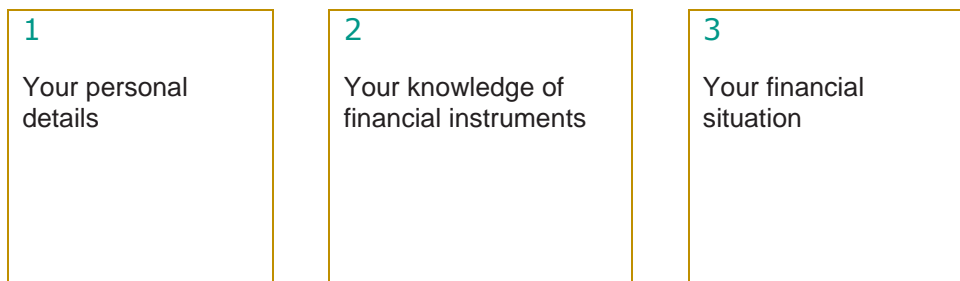 1
Your personal
details
2
Your knowledge of
financial instruments
3
Your financial
situation